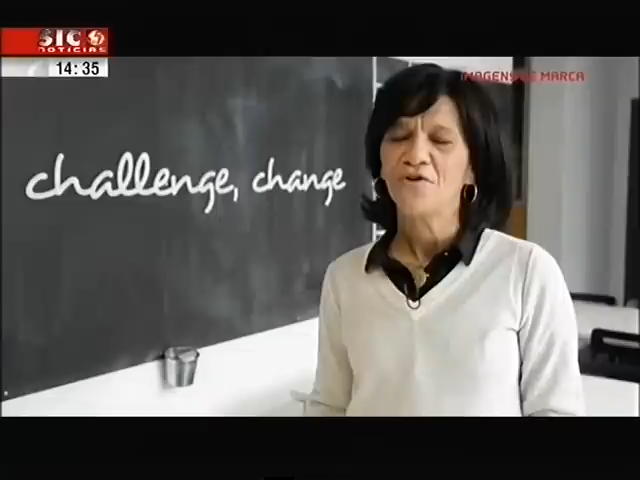 SIC
NOTÍCIAS
14:35
IMAGENS DE MARCA
challenge, change